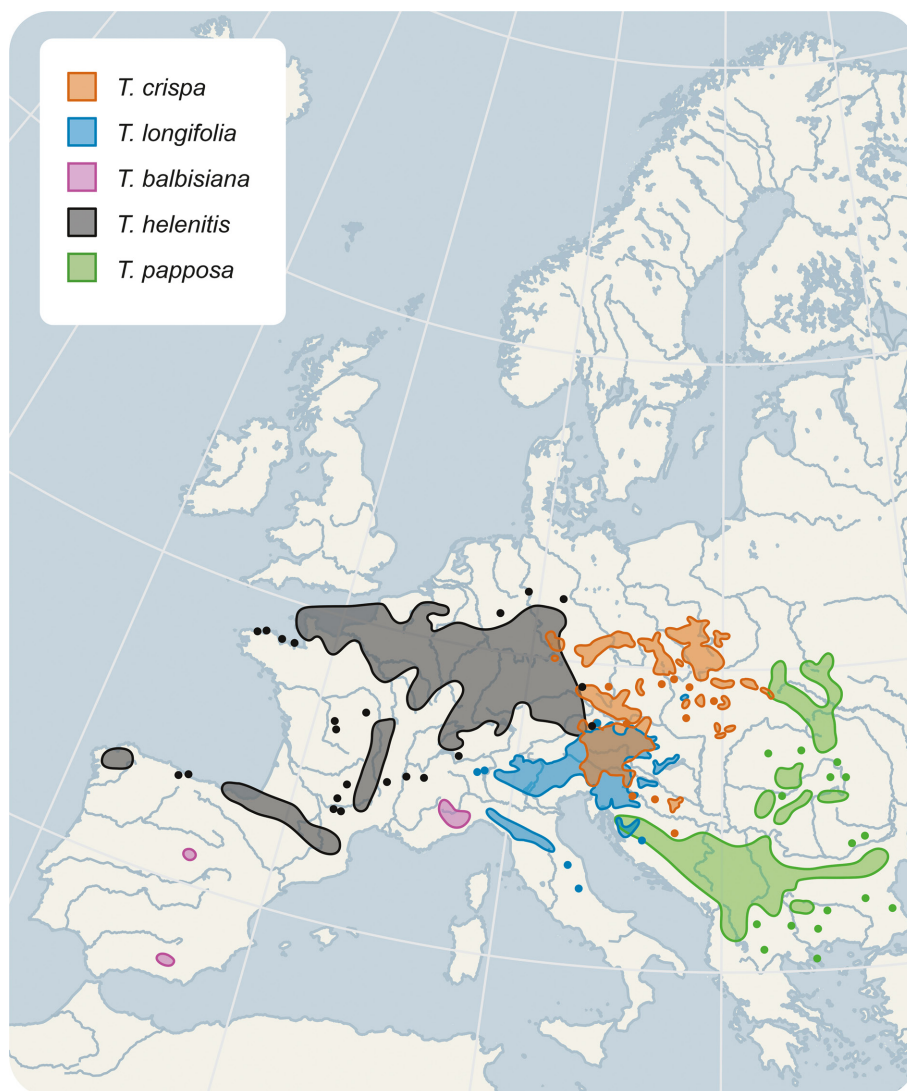 T. crispa
T. longifolia
T. balbisiana
T. helenitis
T. papposa